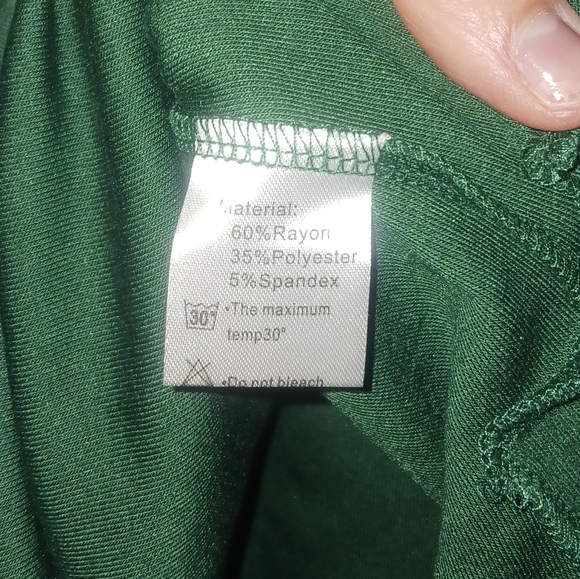 Material:
60%Rayon
35%Polyester
5%Spandex
30° •The maximum
temp30°
•Do not bleach